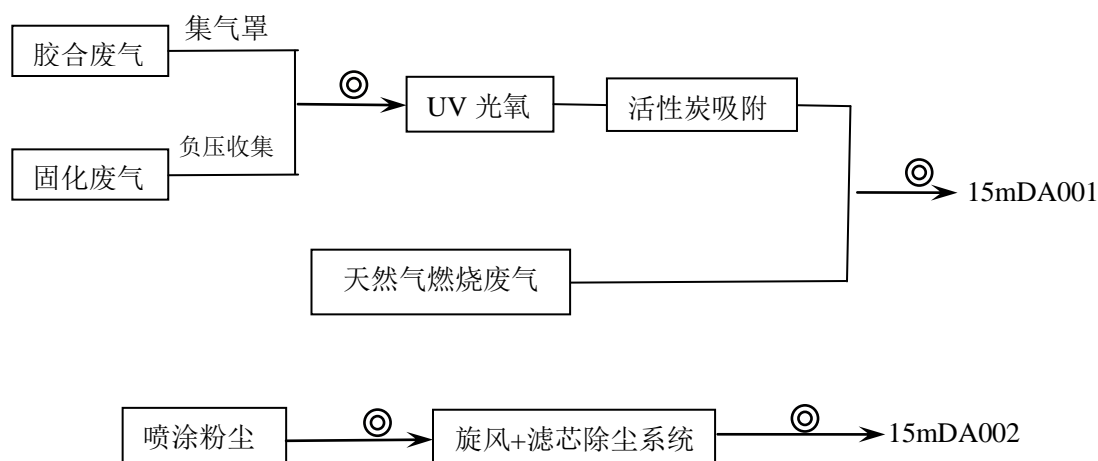 集气罩
胶合废气
UV 光氧
活性炭吸附
负压收集
固化废气
15mDA001
天然气燃烧废气
喷涂粉尘
旋风+滤芯除尘系统
15mDA002